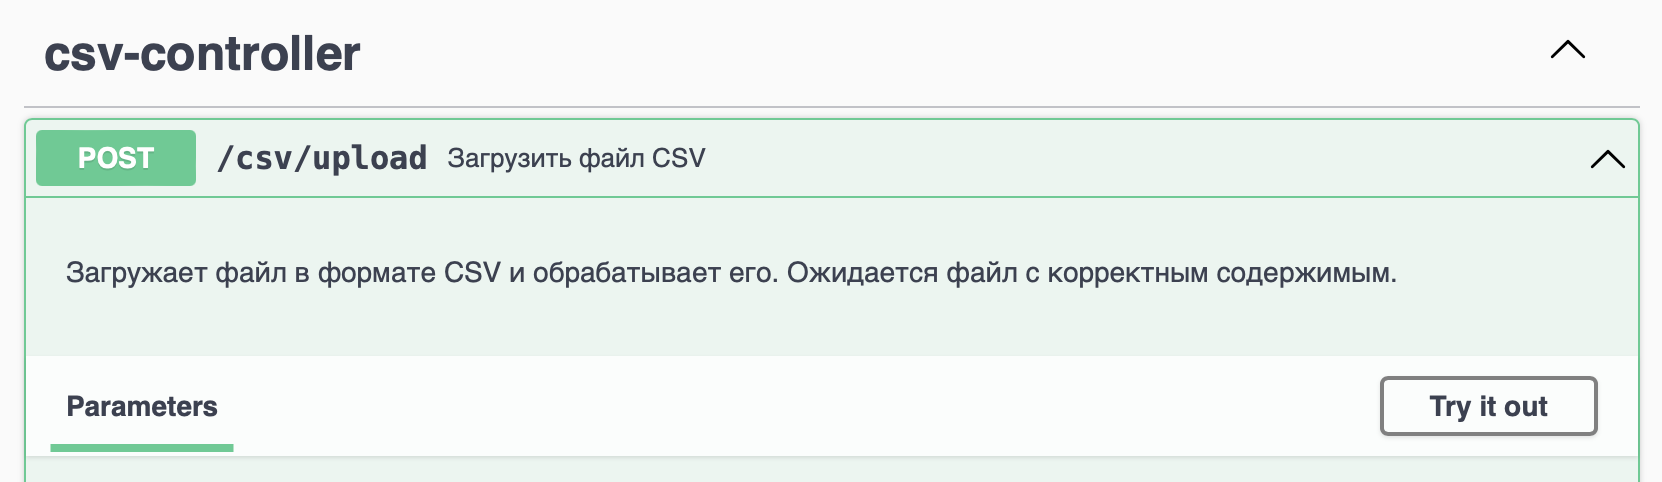 csv-controller
POST /csv/upload Загрузить файл CSV
Загружает файл в формате CSV и обрабатывает его. Ожидается файл с корректным содержимым.
Parameters Try it out